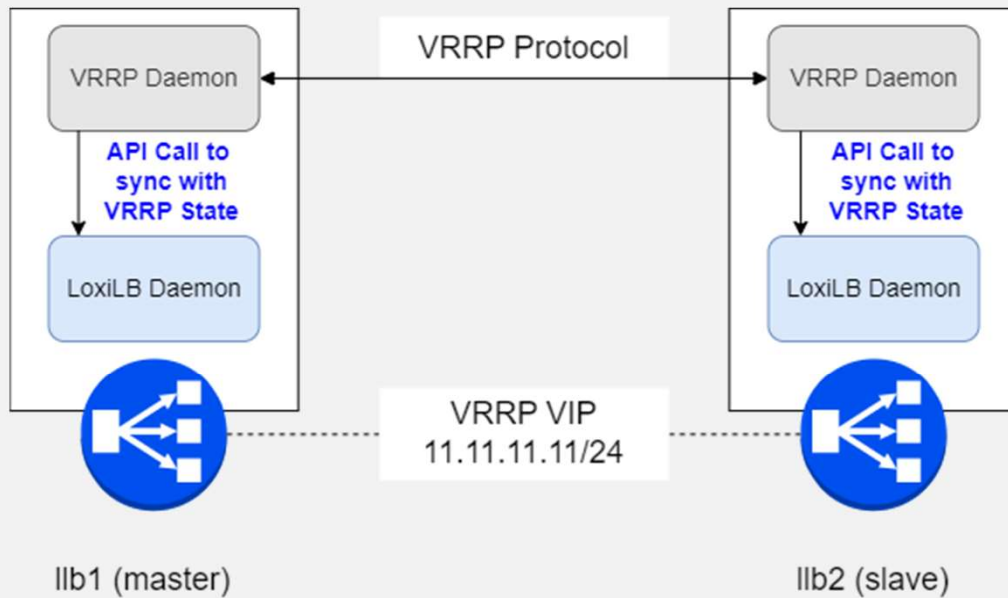 VRRP Daemon
VRRP Protocol
VRRP Daemon
API Call to
sync with
VRRP State
API Call to
sync with
VRRP State
LoxiLB Daemon
LoxiLB Daemon
VRRP VIP
11.11.11.11/24
llb1 (master)
llb2 (slave)